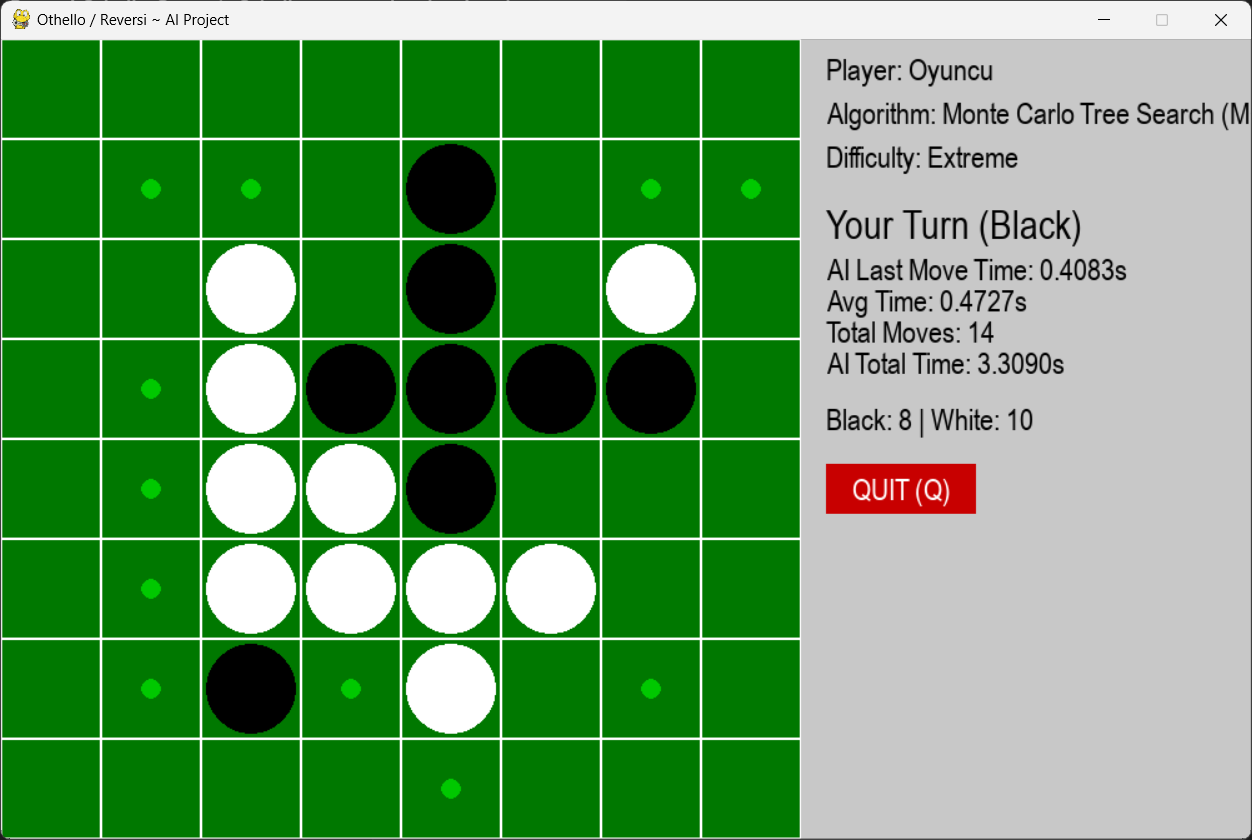 Othello / Reversi ~ AI Project
Player: Oyuncu
Algorithm: Monte Carlo Tree Search (M
Difficulty: Extreme
Your Turn (Black)
AI Last Move Time: 0.4083s
Avg Time: 0.4727s
Total Moves: 14
AI Total Time: 3.3090s
Black: 8 | White: 10
QUIT (Q)